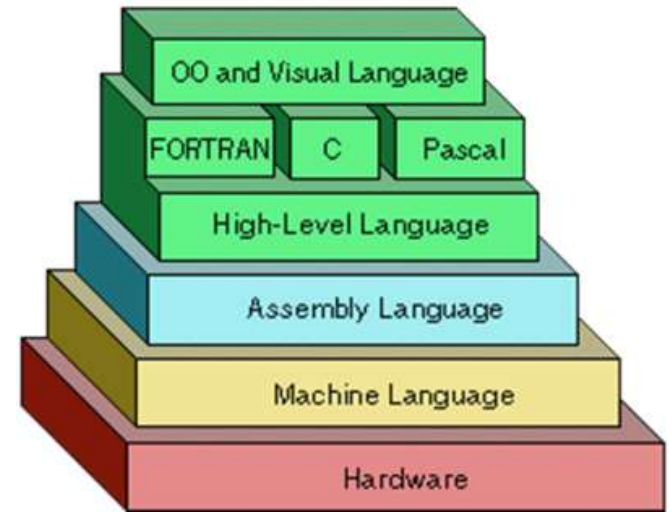 OO and Visual Language
FORTRAN C Pascal
High-Level Language
Assembly Language
Machine Language
Hardware